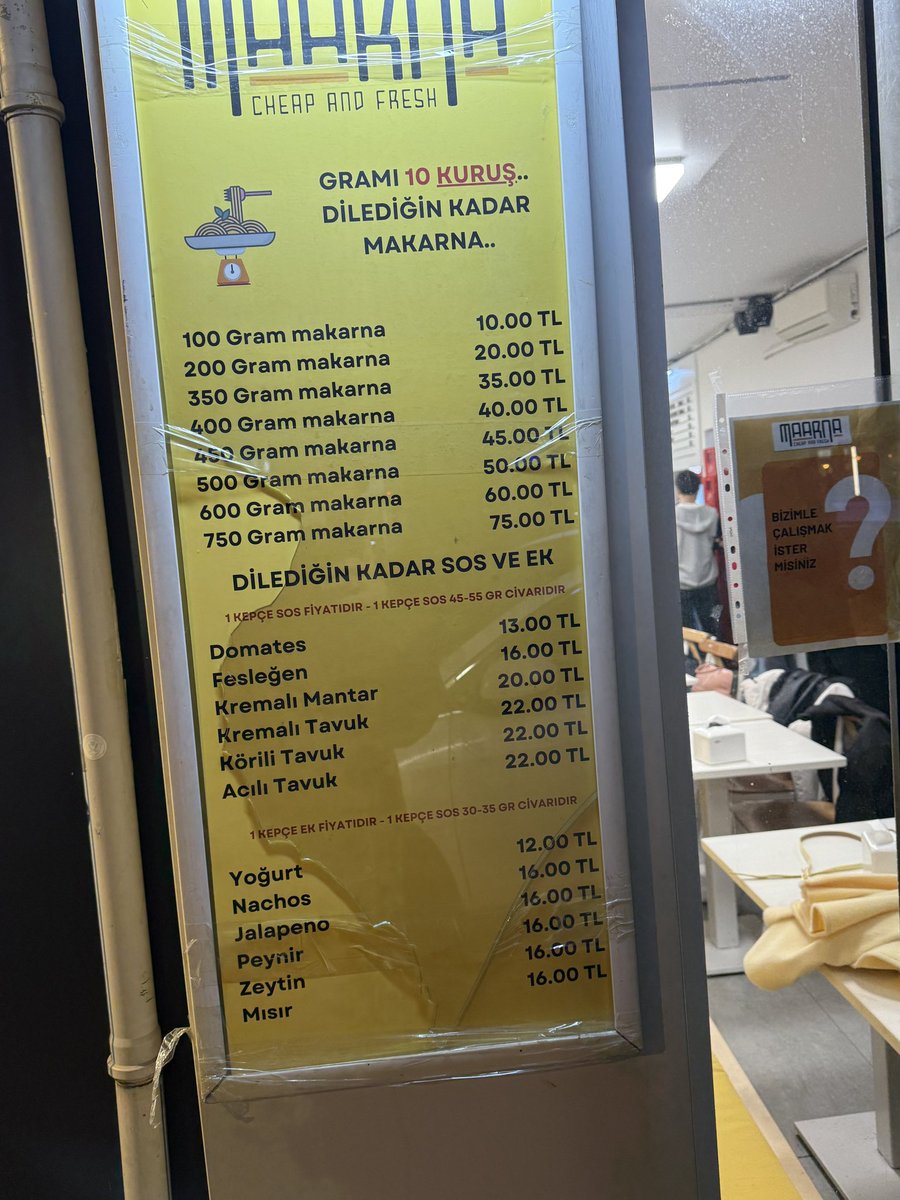 MAARNA
CHEAP AND FRESH
GRAMI 10 KURUŞ..
DİLEDİĞİN KADAR
MAKARNA..
100 Gram makarna 10.00 TL
200 Gram makarna 20.00 TL
350 Gram makarna 35.00 TL
400 Gram makarna 40.00 TL
450 Gram makarna 45.00 TL
500 Gram makarna 50.00 TL
600 Gram makarna 60.00 TL
750 Gram makarna 75.00 TL
DİLEDİĞİN KADAR SOS VE EK
1 KEPÇE SOS FİYATIDIR - 1 KEPÇE SOS 45-55 GR CİVARIDIR
Domates 13.00 TL
Fesleğen 16.00 TL
Kremalı Mantar 20.00 TL
Kremalı Tavuk 22.00 TL
Körili Tavuk 22.00 TL
Acılı Tavuk 22.00 TL
1 KEPÇE EK FİYATIDIR - 1 KEPÇE SOS 30-35 GR CİVARIDIR
Yoğurt 12.00 TL
Nachos 16.00 TL
Jalapeno 16.00 TL
Peynir 16.00 TL
Zeytin 16.00 TL
Mısır 16.00 TL
MAARNA
CHEAP AND FRESH
BİZİMLE
ÇALIŞMAK
İSTER
MİSİNİZ
?